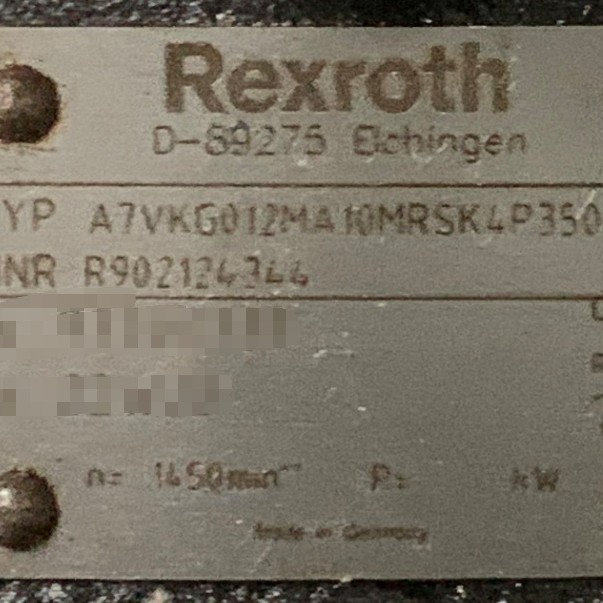 Rexroth
D-89275 Elchingen
YP A7VKG012MA10MRSK4P350
NR R902124344
n= 1450min⁻¹ P= kW
Made in Germany